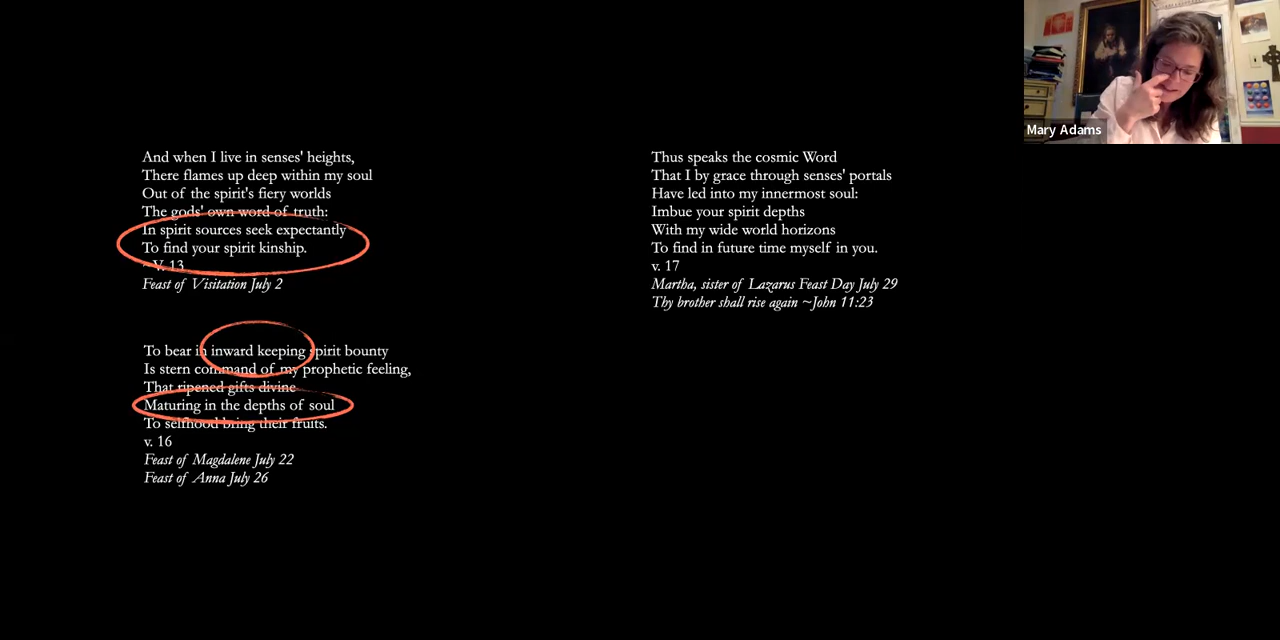 Mary Adams
And when I live in senses' heights,
There flames up deep within my soul
Out of the spirit's fiery worlds
The gods' own word of truth:
In spirit sources seek expectantly
To find your spirit kinship.
~V. 13
Feast of Visitation July 2
To bear in inward keeping spirit bounty
Is stern command of my prophetic feeling,
That ripened gifts divine
Maturing in the depths of soul
To selfhood bring their fruits.
v. 16
Feast of Magdalene July 22
Feast of Anna July 26
Thus speaks the cosmic Word
That I by grace through senses' portals
Have led into my innermost soul:
Imbue your spirit depths
With my wide world horizons
To find in future time myself in you.
v. 17
Martha, sister of Lazarus Feast Day July 29
Thy brother shall rise again ~John 11:23